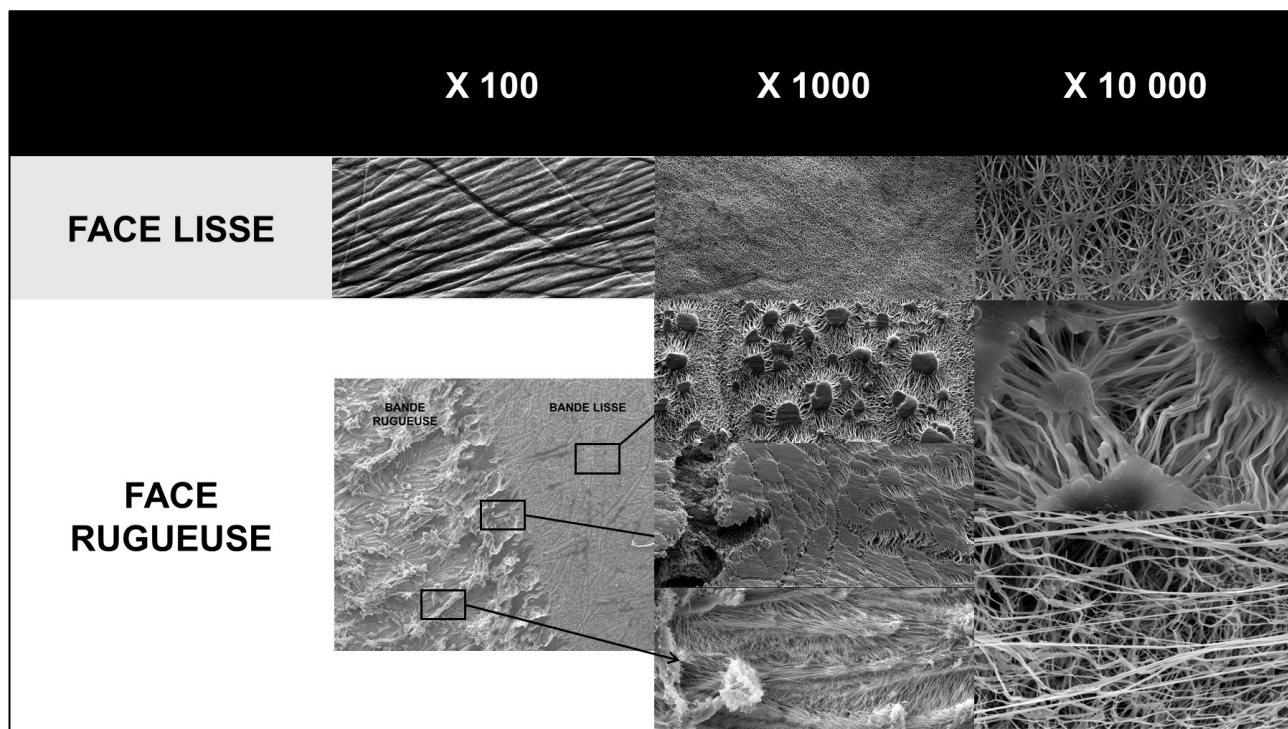 X 100
X 1000
X 10 000
FACE LISSE
BANDE
RUGUEUSE
BANDE LISSE
FACE
RUGUEUSE